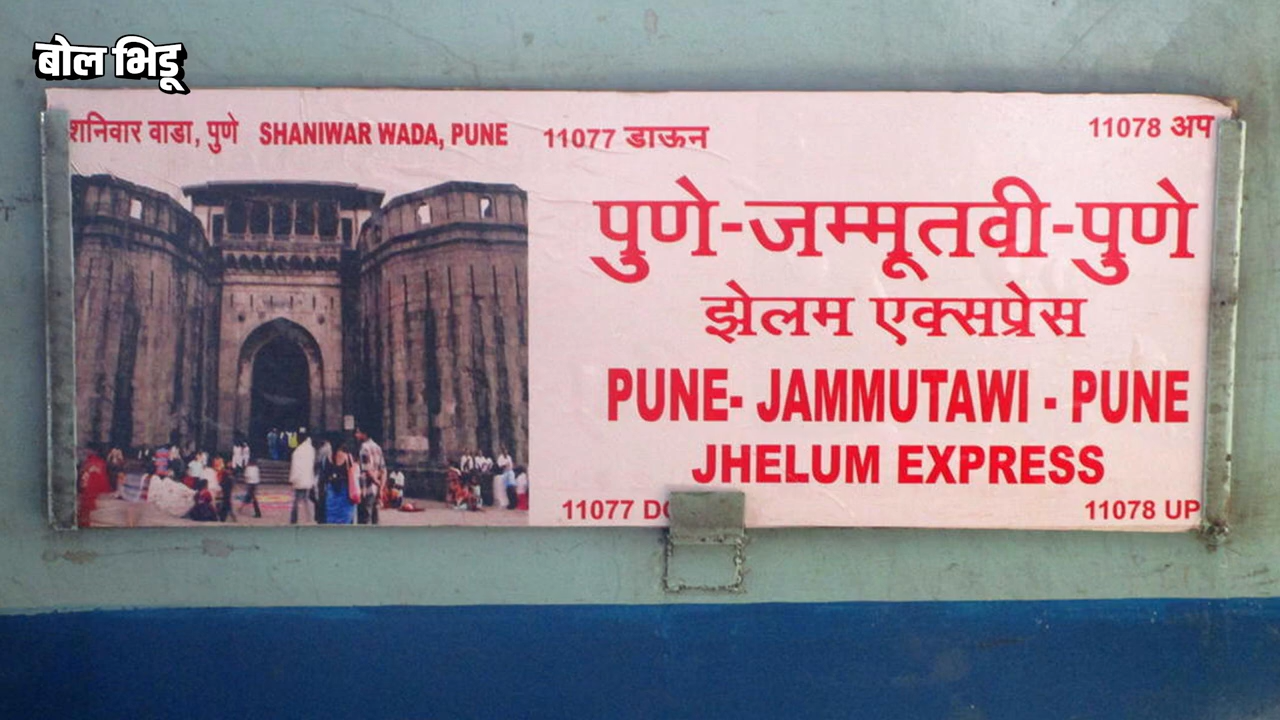 बोल भिडू
शनिवार वाडा, पुणे SHANIWAR WADA, PUNE 11077 डाऊन 11078 अप
पुणे-जम्मूतवी-पुणे
झेलम एक्सप्रेस
PUNE- JAMMUTAWI - PUNE
JHELUM EXPRESS
11077 11078 UP